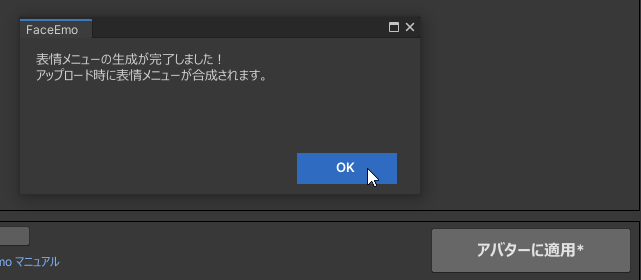 FaceEmo
表情メニューの生成が完了しました！
アップロード時に表情メニューが合成されます。
OK
アバターに適用*
mo マニュアル